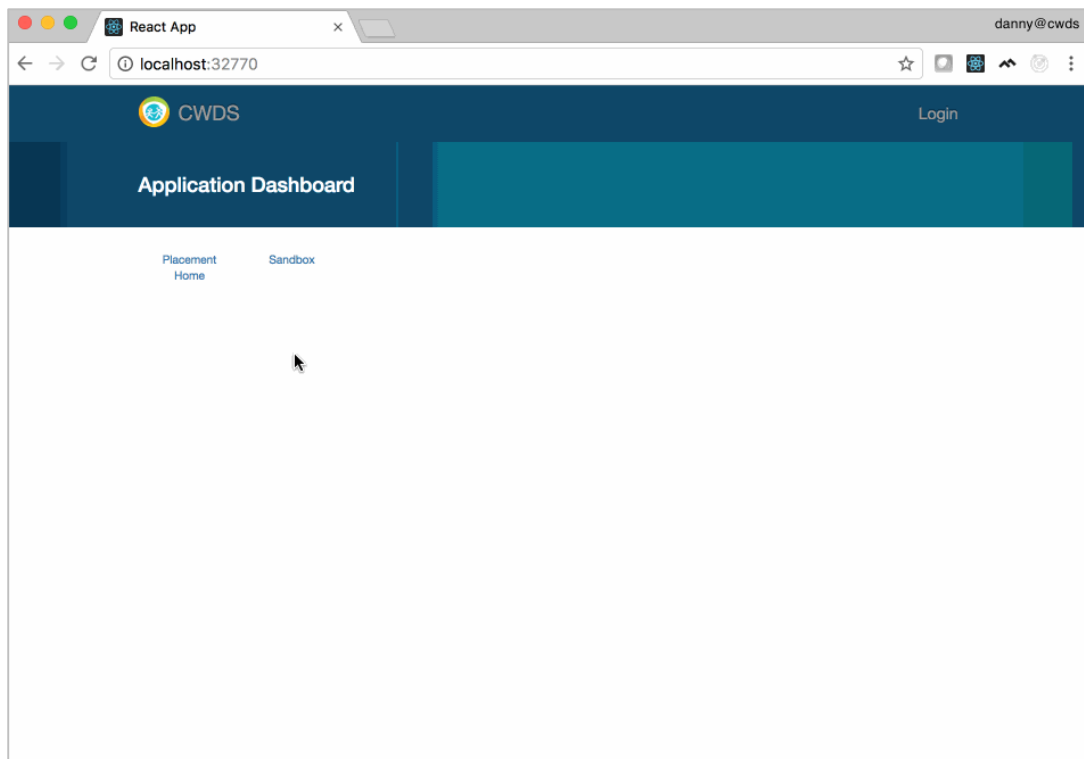 React App
danny@cwds
localhost:32770
CWDS
Login
Application Dashboard
Placement
Home
Sandbox